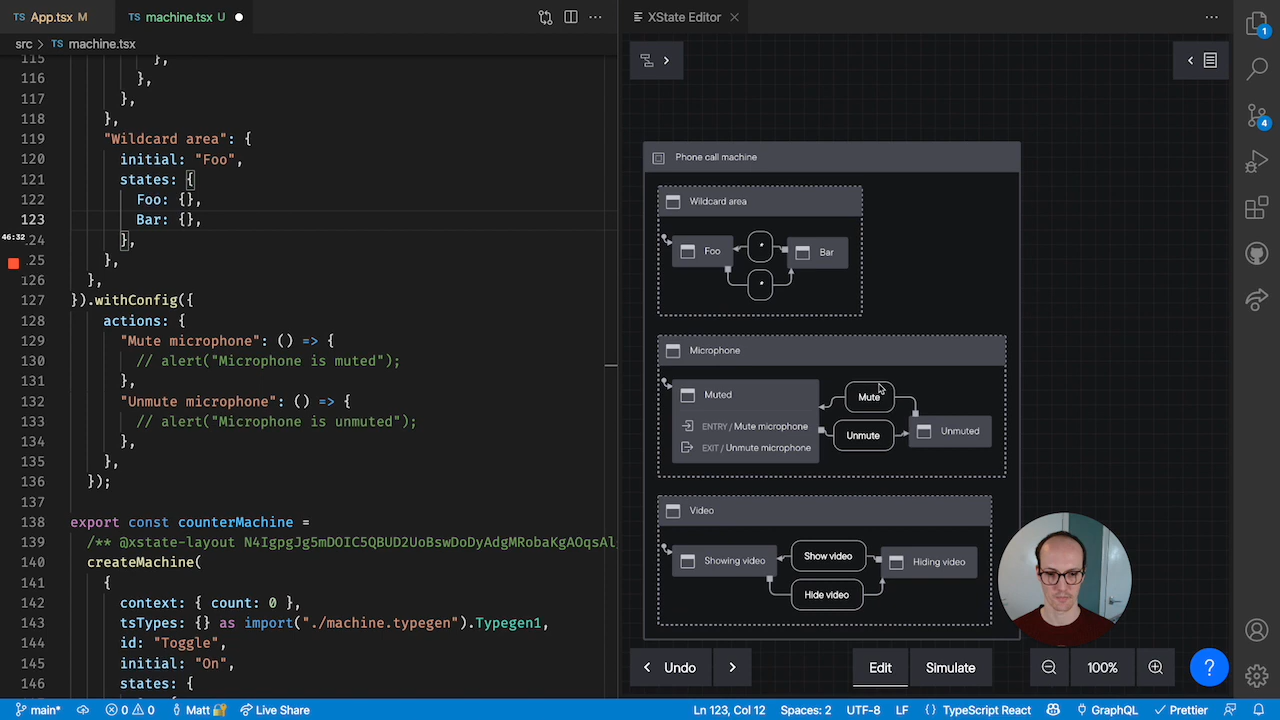 TS App.tsx M
TS machine.tsx U
XState Editor
src > TS machine.tsx
115 },
116 },
117 },
118 },
119 "Wildcard area": {
120 initial: "Foo",
121 states: {
122 Foo: {},
123 Bar: {},
46:32 24 },
25 },
126 },
127 }).withConfig({
128 actions: {
129 "Mute microphone": () => {
130 // alert("Microphone is muted");
131 },
132 "Unmute microphone": () => {
133 // alert("Microphone is unmuted");
134 },
135 },
136 });
137
138 export const counterMachine =
139 /** @xstate-layout N4IgpgJg5mDOIC5QBUD2UoBswDoDyAdgMRobaKgAOqsAl
140 createMachine(
141 {
142 context: { count: 0 },
143 tsTypes: {} as import("./machine.typegen").Typegen1,
144 id: "Toggle",
145 initial: "On",
146 states: {
Phone call machine
Wildcard area
Foo
*
Bar
*
Microphone
Muted
ENTRY / Mute microphone
EXIT / Unmute microphone
Mute
Unmute
Unmuted
Video
Showing video
Show video
Hide video
Hiding video
Undo
Edit
Simulate
100%
?
1
4
main*
0 0
Matt
Live Share
Ln 123, Col 12
Spaces: 2
UTF-8
LF
{} TypeScript React
GraphQL
Prettier